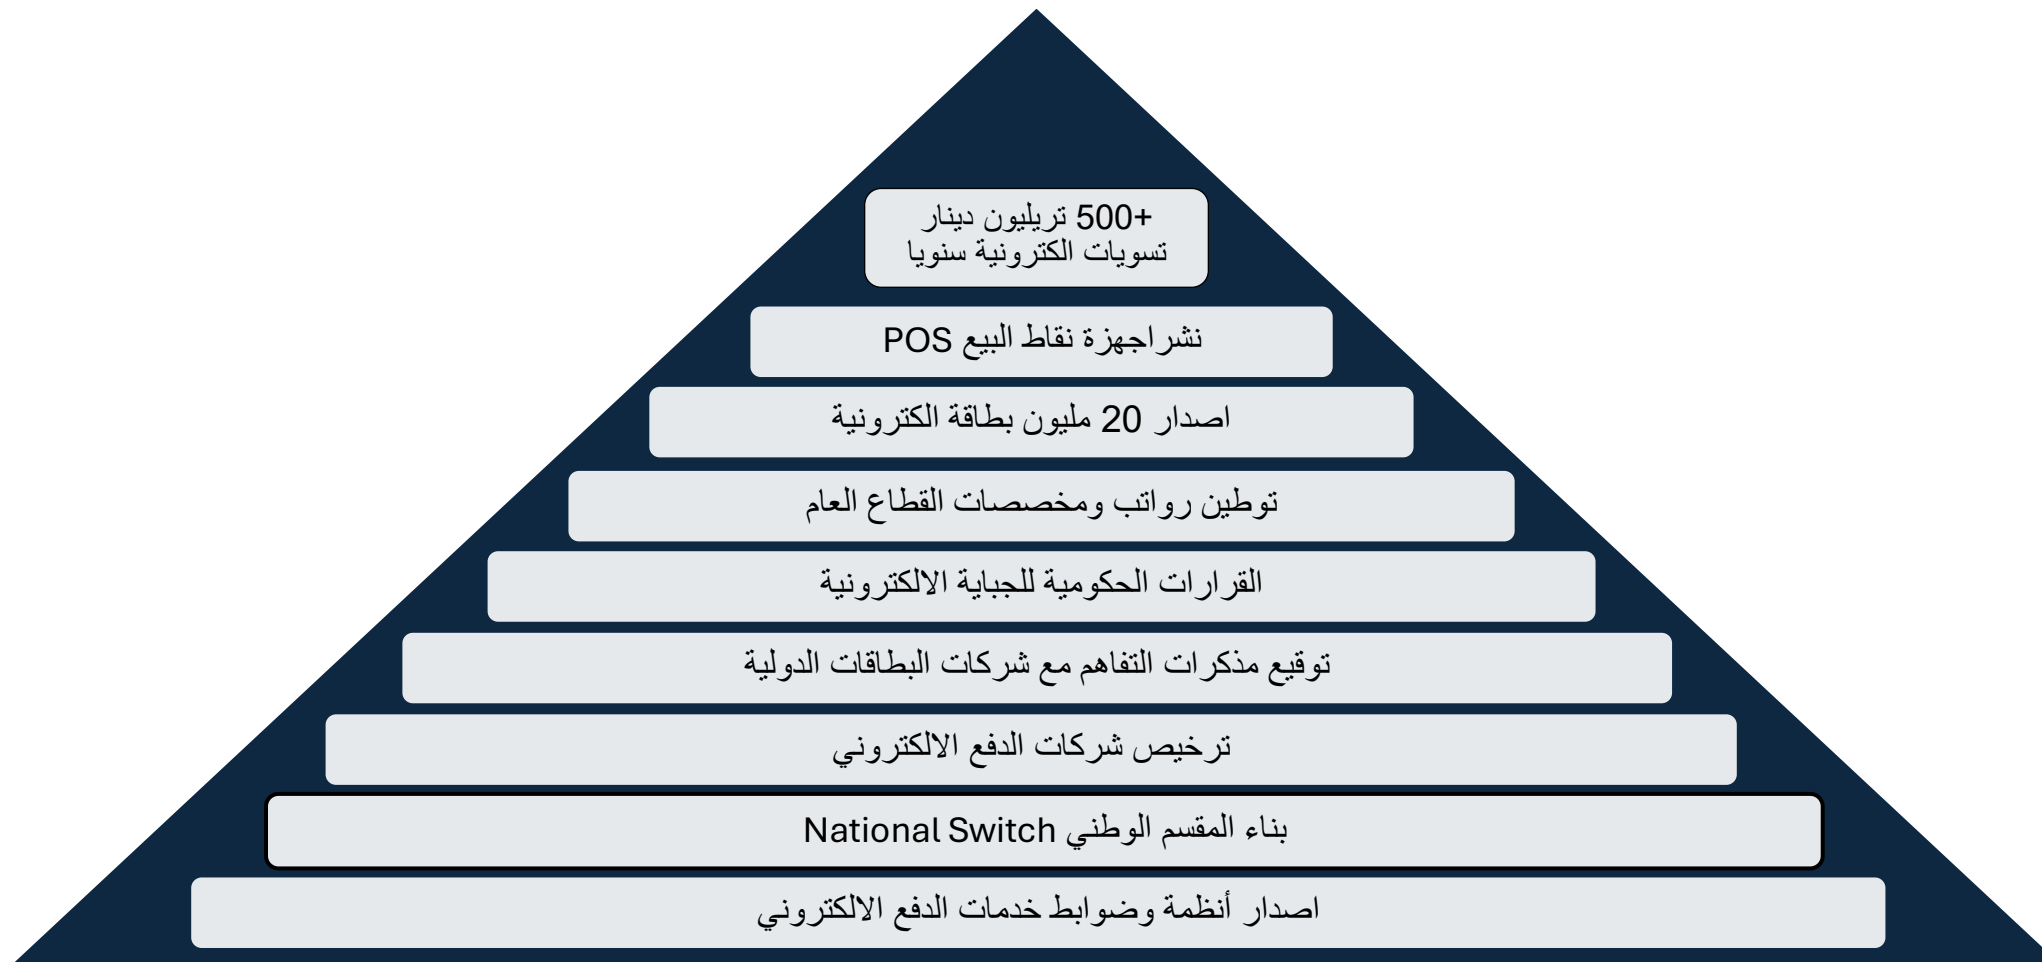 +500 تريليون دينار
تسويات الكترونية سنويا
نشر اجهزة نقاط البيع POS
اصدار 20 مليون بطاقة الكترونية
توطين رواتب ومخصصات القطاع العام
القرارات الحكومية للجباية الالكترونية
توقيع مذكرات التفاهم مع شركات البطاقات الدولية
ترخيص شركات الدفع الالكتروني
بناء المقسم الوطني National Switch
اصدار أنظمة وضوابط خدمات الدفع الالكتروني